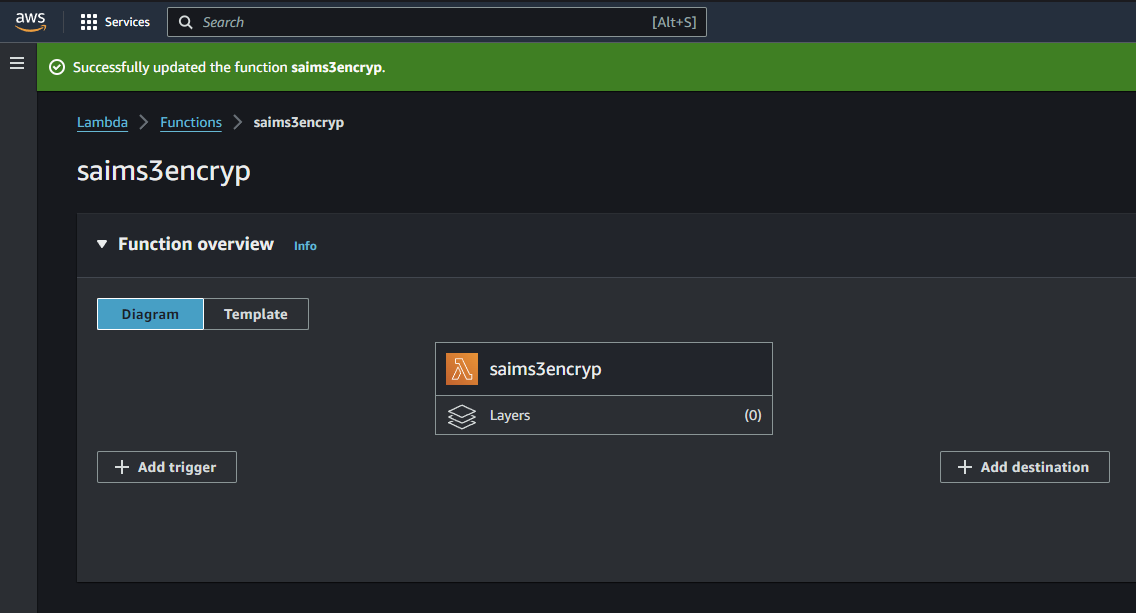 aws
Services
Search [Alt+S]
Successfully updated the function saims3encryp.
Lambda Functions saims3encryp
saims3encryp
Function overview Info
Diagram Template
saims3encryp
Layers (0)
Add trigger
Add destination